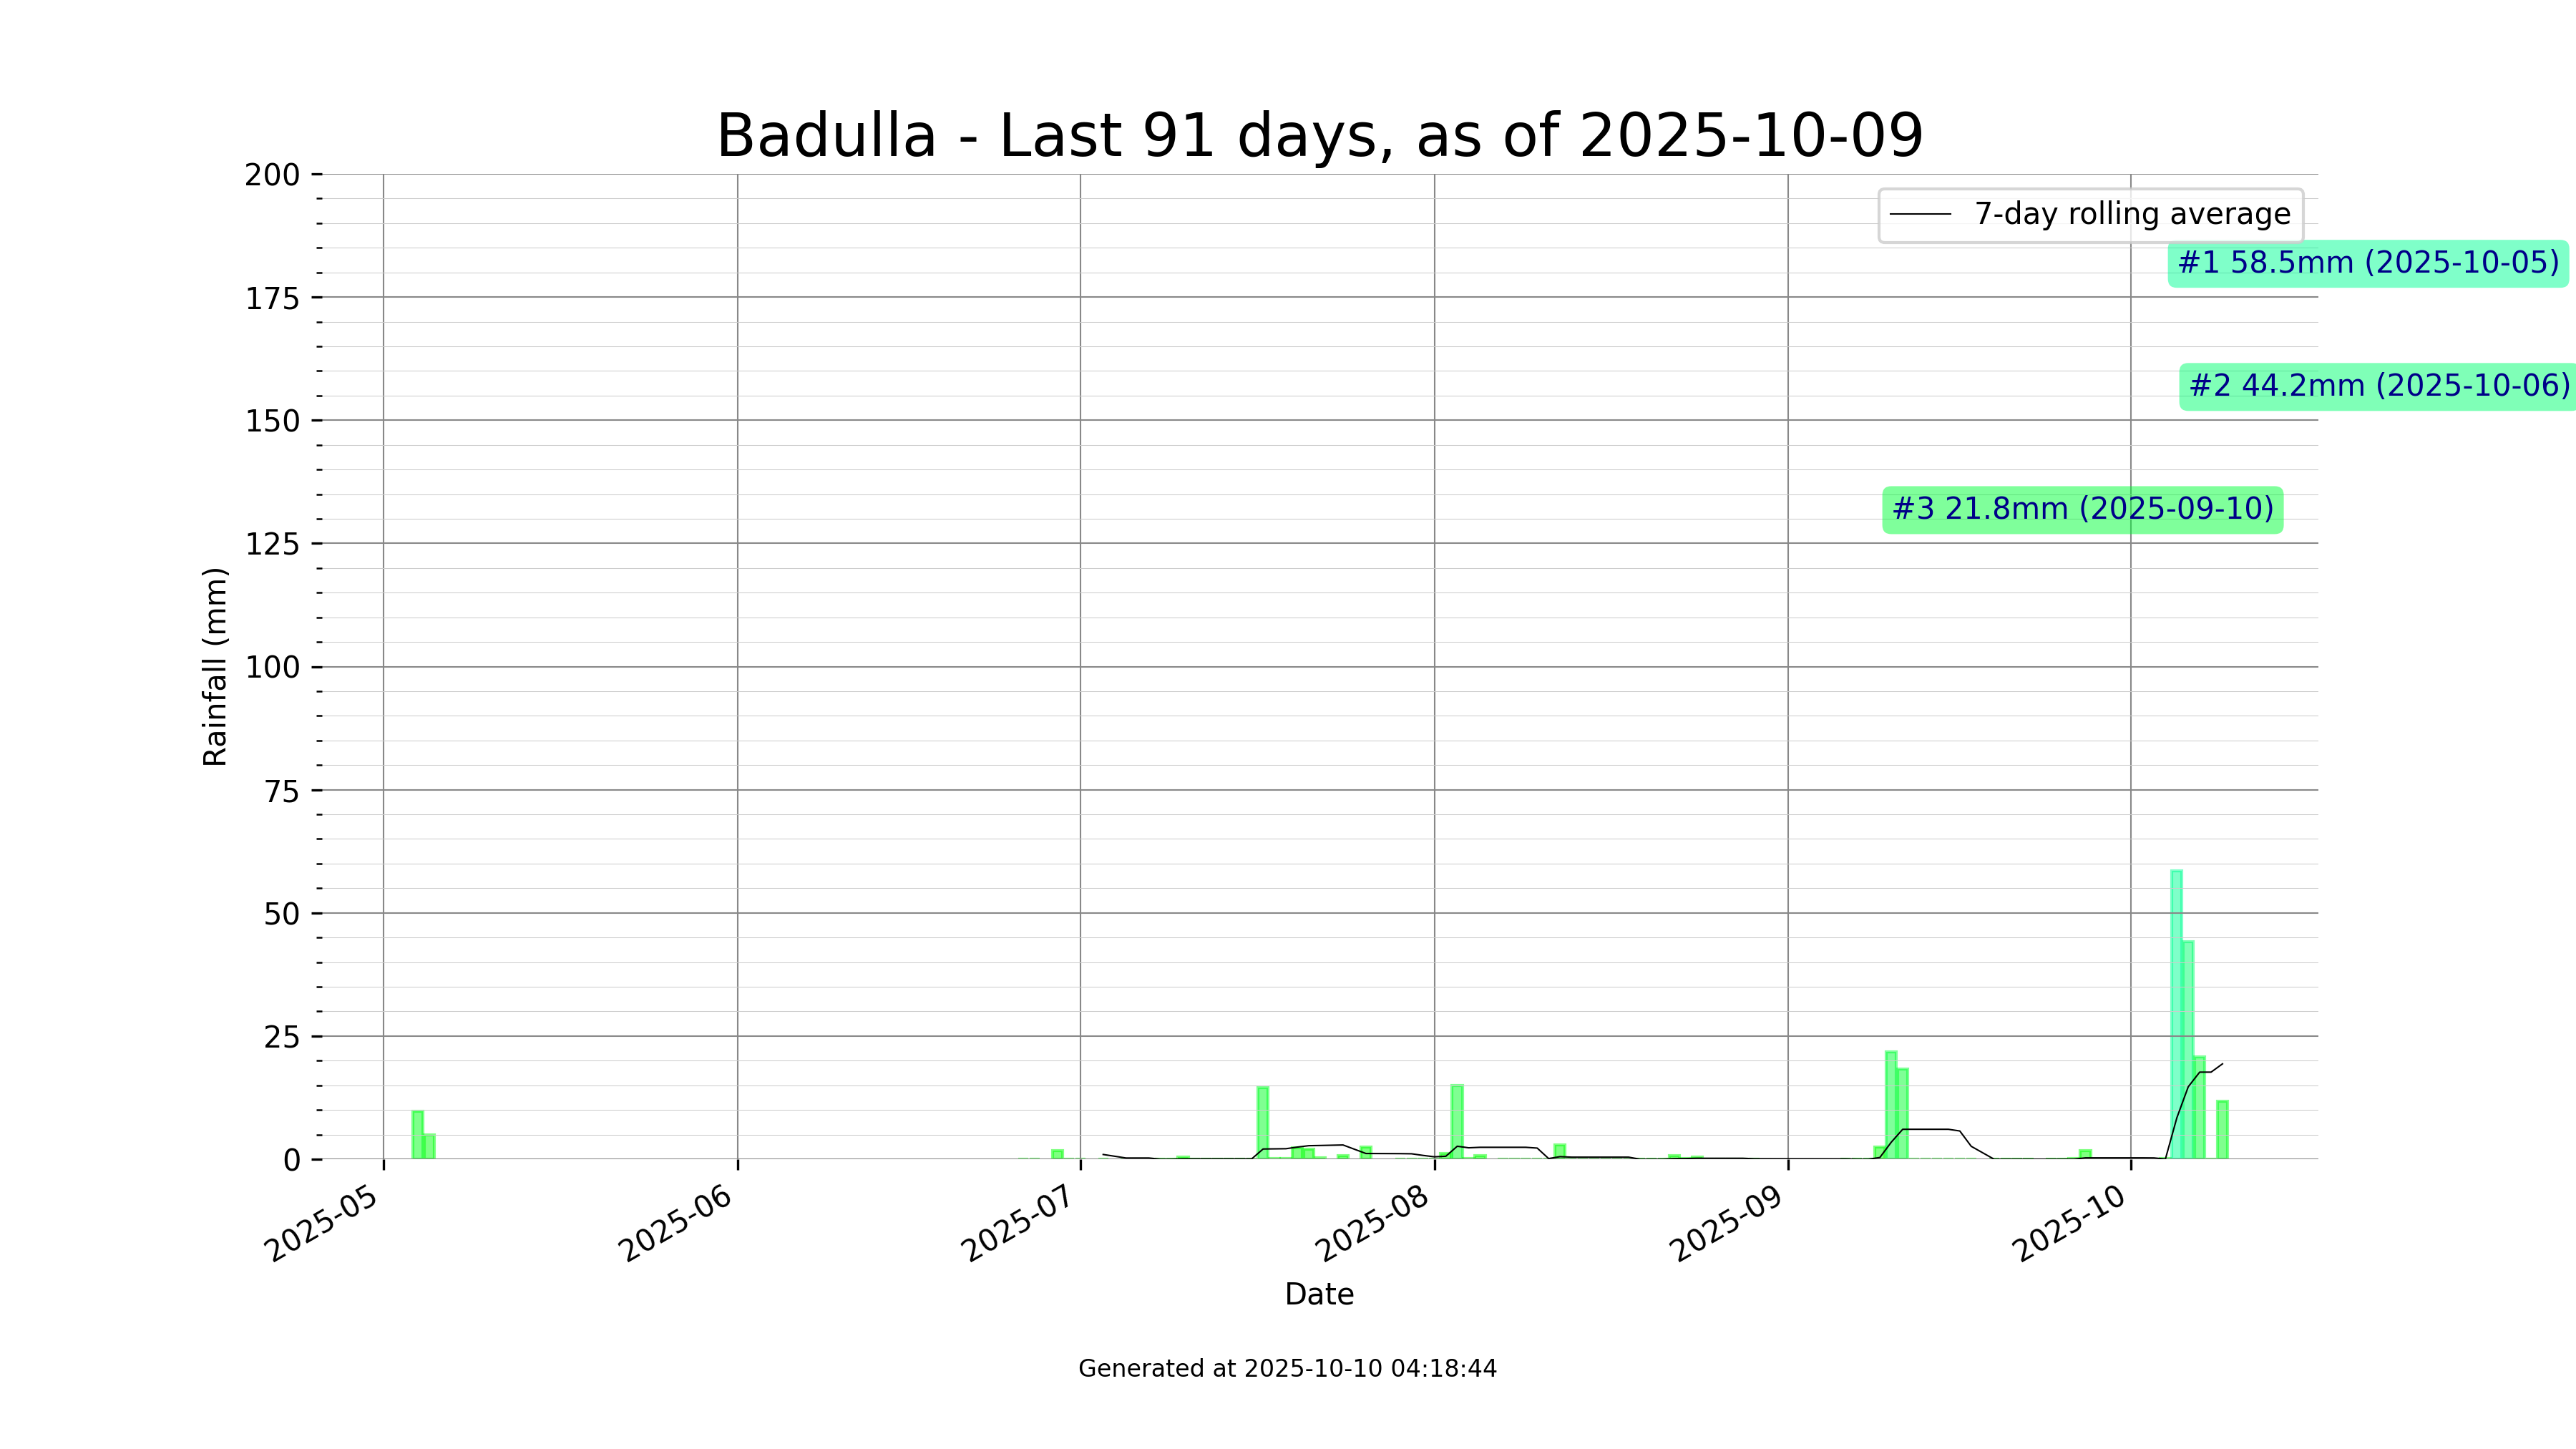 Badulla - Last 91 days, as of 2025-10-09
200
175
150
125
100
75
50
25
0
Rainfall (mm)
7-day rolling average
#1 58.5mm (2025-10-05)
#2 44.2mm (2025-10-06)
#3 21.8mm (2025-09-10)
2025-05
2025-06
2025-07
2025-08
2025-09
2025-10
Date
Generated at 2025-10-10 04:18:44